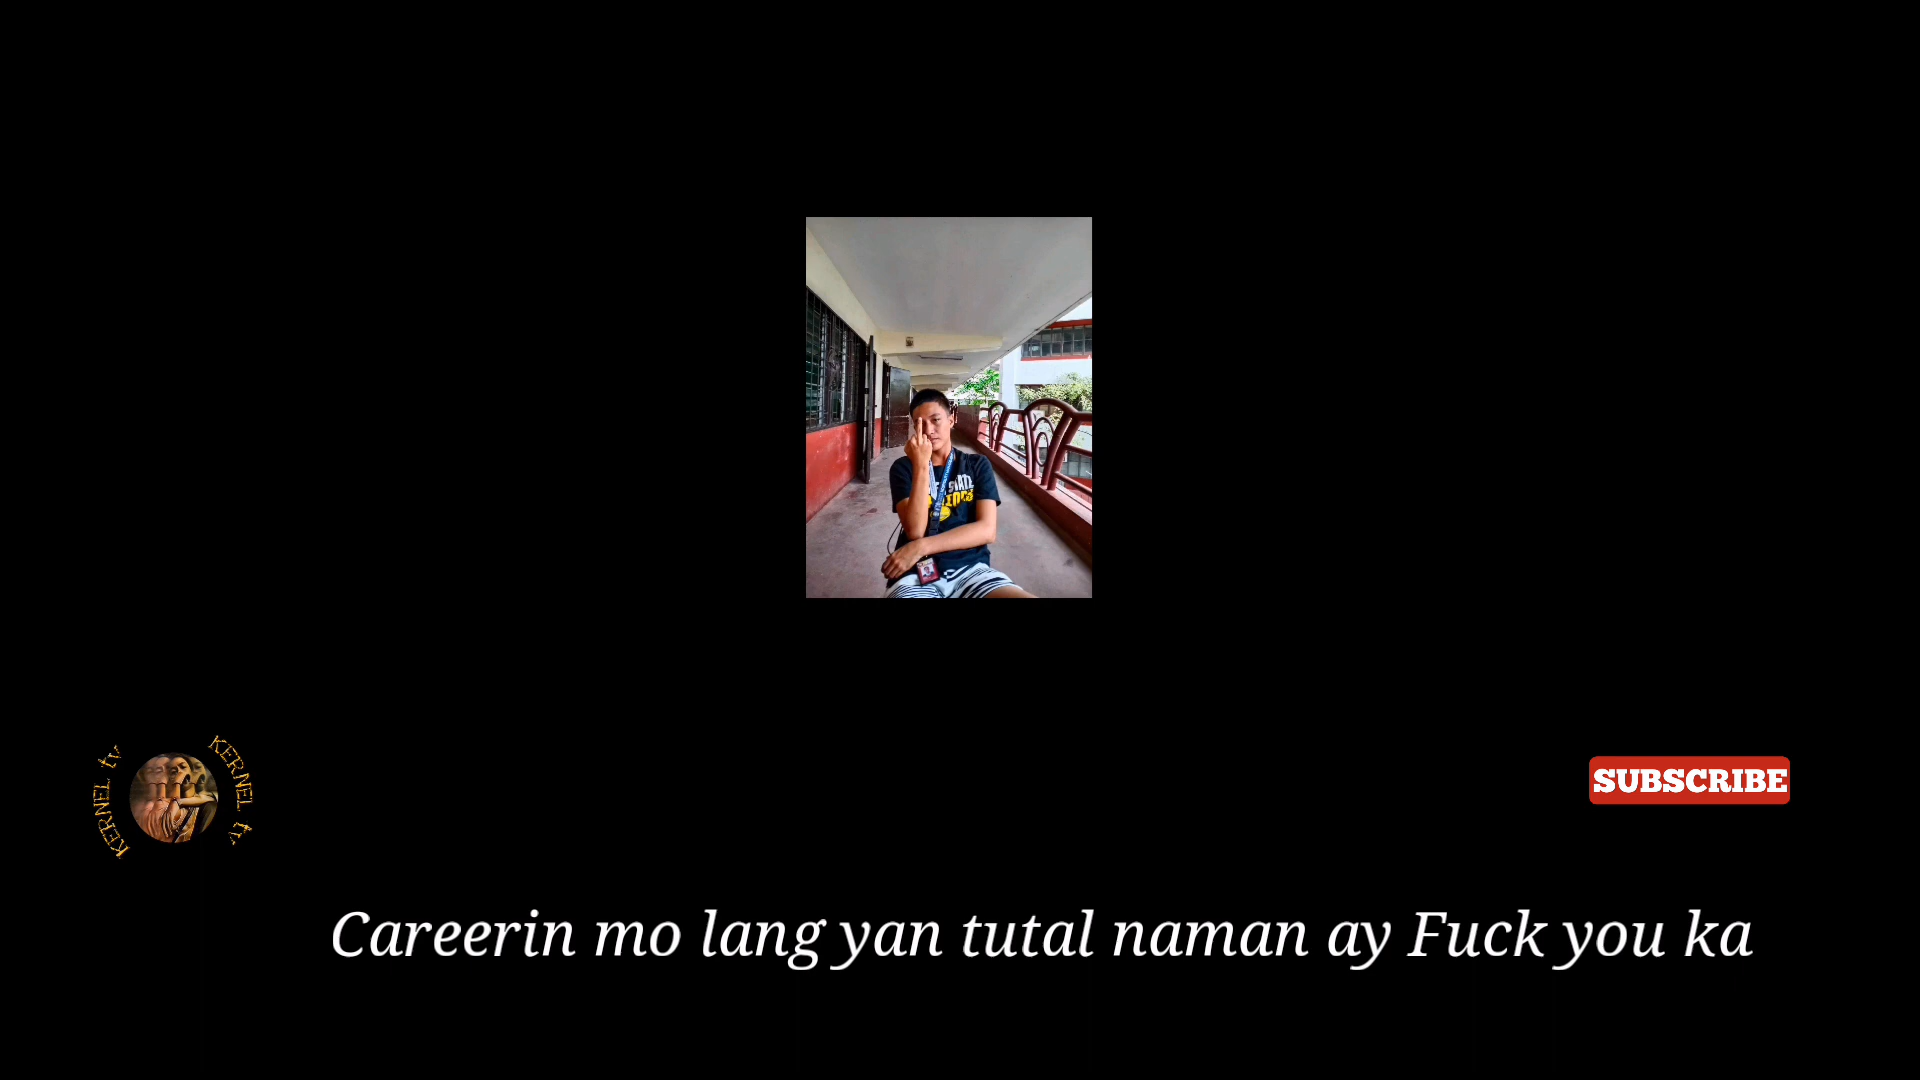 KERNEL tv
KERNEL tv
SUBSCRIBE
Careerin mo lang yan tutal naman ay Fuck you ka